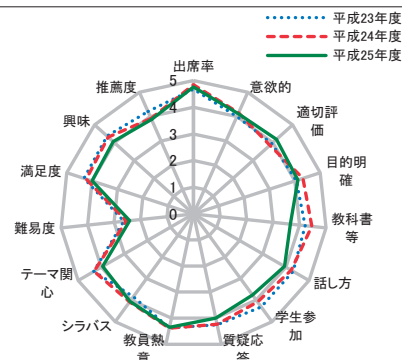 平成23年度
平成24年度
平成25年度
出席率
意欲的
適切評
価
目的明
確
教科書
等
話し方
学生参
加
質疑応
答
教員熱
意
シラバス
テーマ関
心
難易度
満足度
興味
推薦度
5
4
3
2
1
0